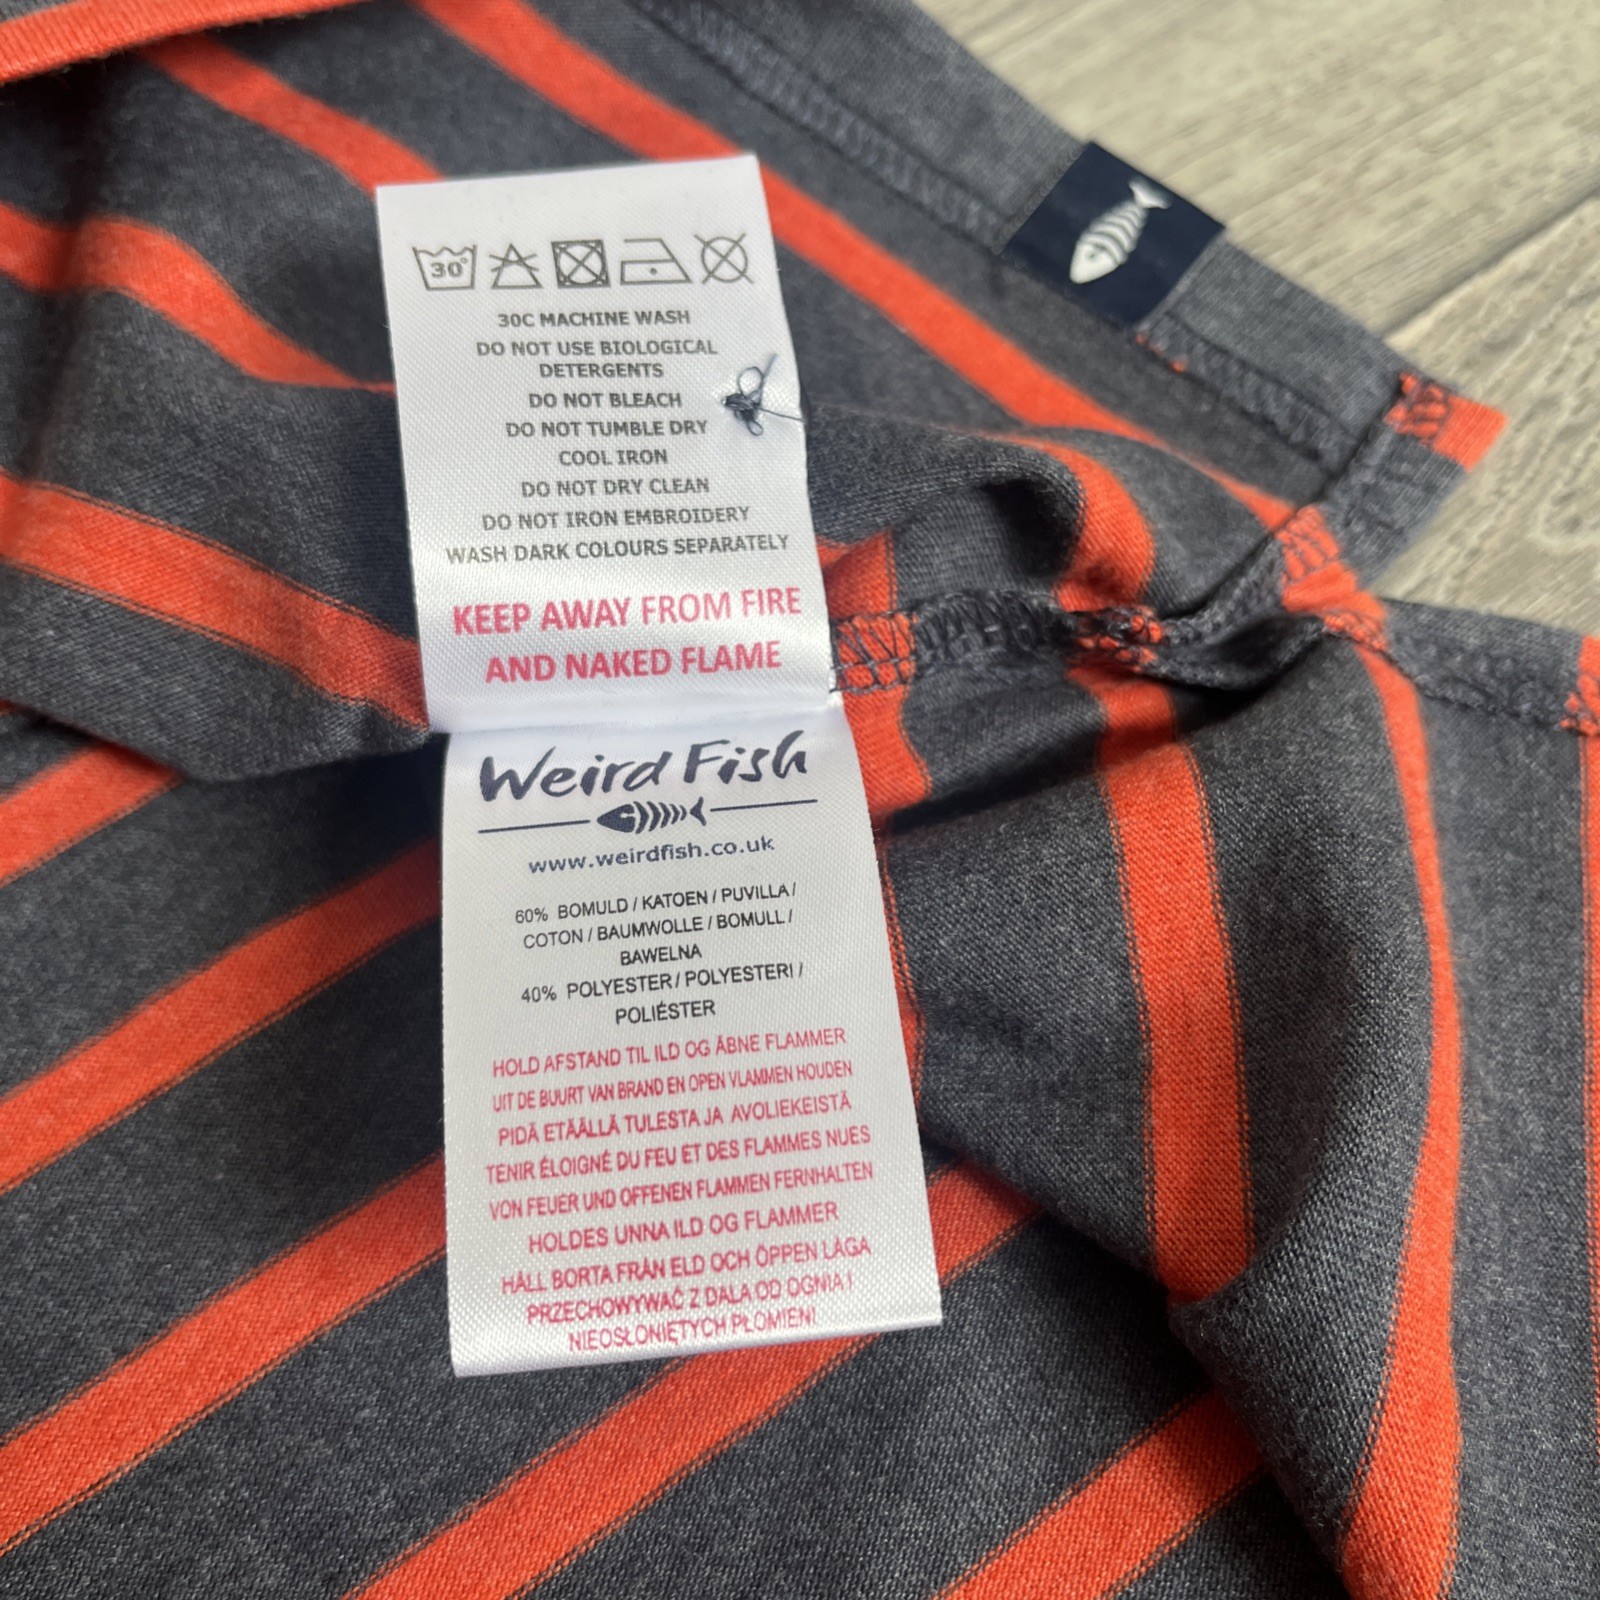 30°
30C MACHINE WASH
DO NOT USE BIOLOGICAL
DETERGENTS
DO NOT BLEACH
DO NOT TUMBLE DRY
COOL IRON
DO NOT DRY CLEAN
DO NOT IRON EMBROIDERY
WASH DARK COLOURS SEPARATELY
KEEP AWAY FROM FIRE
AND NAKED FLAME
Weird Fish
www.weirdfish.co.uk
60% BOMULD / KATOEN / PUVILLA /
COTON / BAUMWOLLE / BOMULL /
BAWELNA
40% POLYESTER / POLYESTERI /
POLIÉSTER
HOLD AFSTAND TIL ILD OG ÅBNE FLAMMER
UIT DE BUURT VAN BRAND EN OPEN VLAMMEN HOUDEN
PIDÄ ETÄÄLLÄ TULESTA JA AVOLIEKEISTÄ
TENIR ÉLOIGNÉ DU FEU ET DES FLAMMES NUES
VON FEUER UND OFFENEN FLAMMEN FERNHALTEN
HOLDES UNNA ILD OG FLAMMER
HÅLL BORTA FRÅN ELD OCH ÖPPEN LÅGA
PRZECHOWYWAĆ Z DALA OD OGNIA I
NIEOSŁONIĘTYCH PŁOMIENI